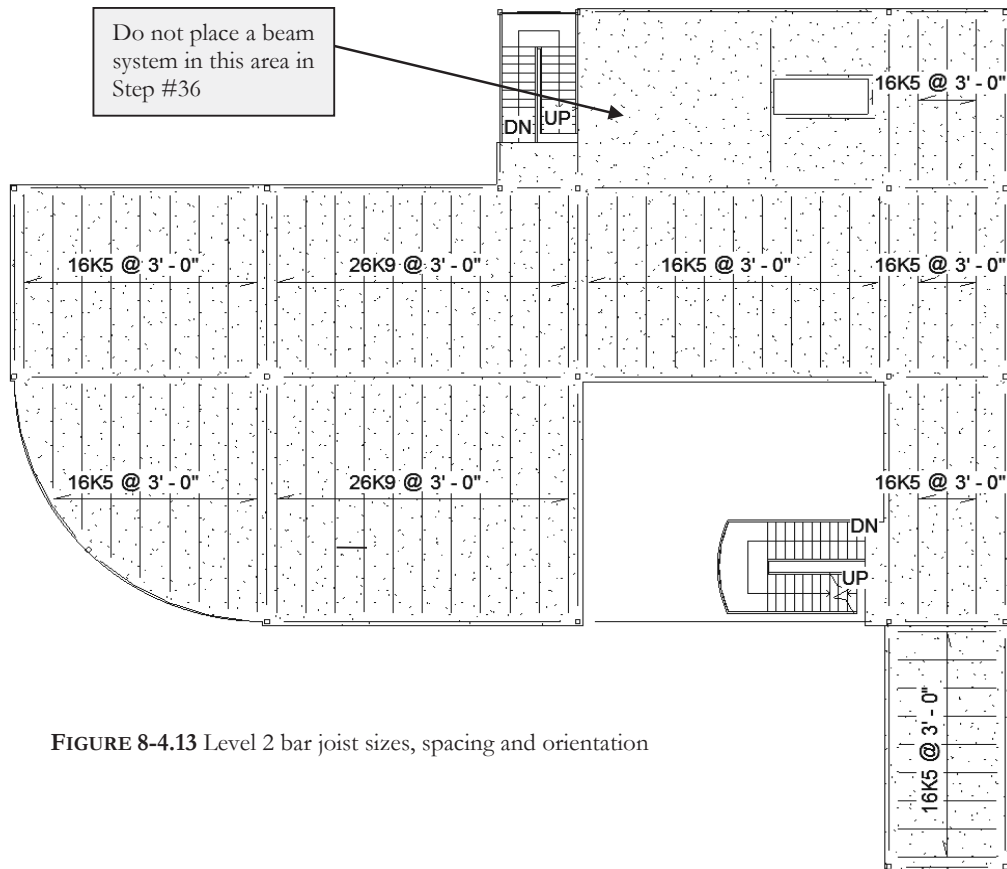 Do not place a beam
system in this area in
Step #36
DN
UP
16K5 @ 3' - 0"
16K5 @ 3' - 0"
26K9 @ 3' - 0"
16K5 @ 3' - 0"
16K5 @ 3' - 0"
16K5 @ 3' - 0"
26K9 @ 3' - 0"
16K5 @ 3' - 0"
DN
UP
16K5 @ 3' - 0"
FIGURE 8-4.13 Level 2 bar joist sizes, spacing and orientation